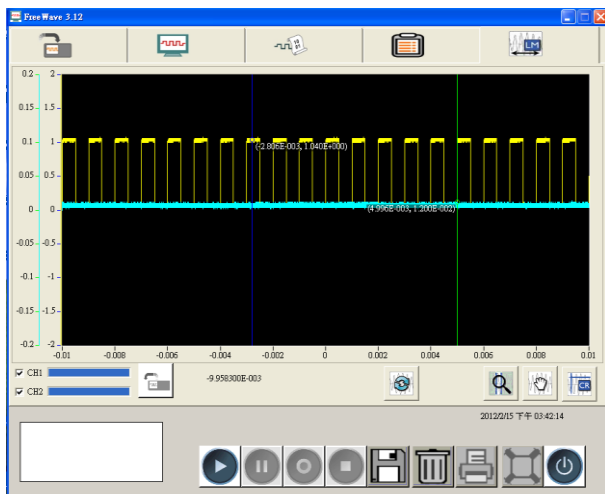 FreeWave 3.12
LM
0.2 2
0.15 1.5
0.1 1
0.05 0.5
0 0
-0.05 -0.5
-0.1 -1
-0.15 -1.5
-0.2 -2
(-2.806E-003, 1.040E+000)
(4.996E-003, 1.200E-002)
-0.01 -0.008 -0.006 -0.004 -0.002 0 0.002 0.004 0.006 0.008 0.01
CH1
-9.958300E-003
CH2
CR
2012/2/15 下午 03:42:14